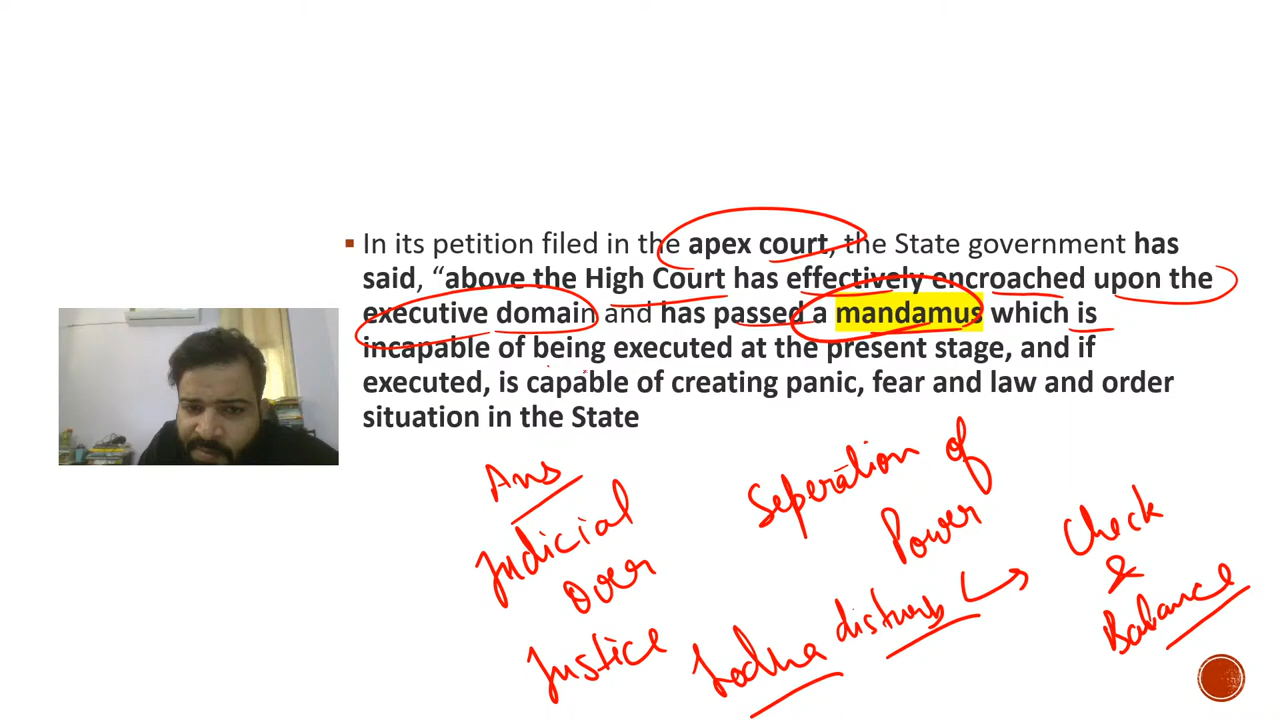 In its petition filed in the apex court, the State government has
said, “above the High Court has effectively encroached upon the
executive domain and has passed a mandamus which is
incapable of being executed at the present stage, and if
executed, is capable of creating panic, fear and law and order
situation in the State
Ans
Judicial
Over
Justice
Seperation of
Power
Lodha disturb
Check
&
Balance